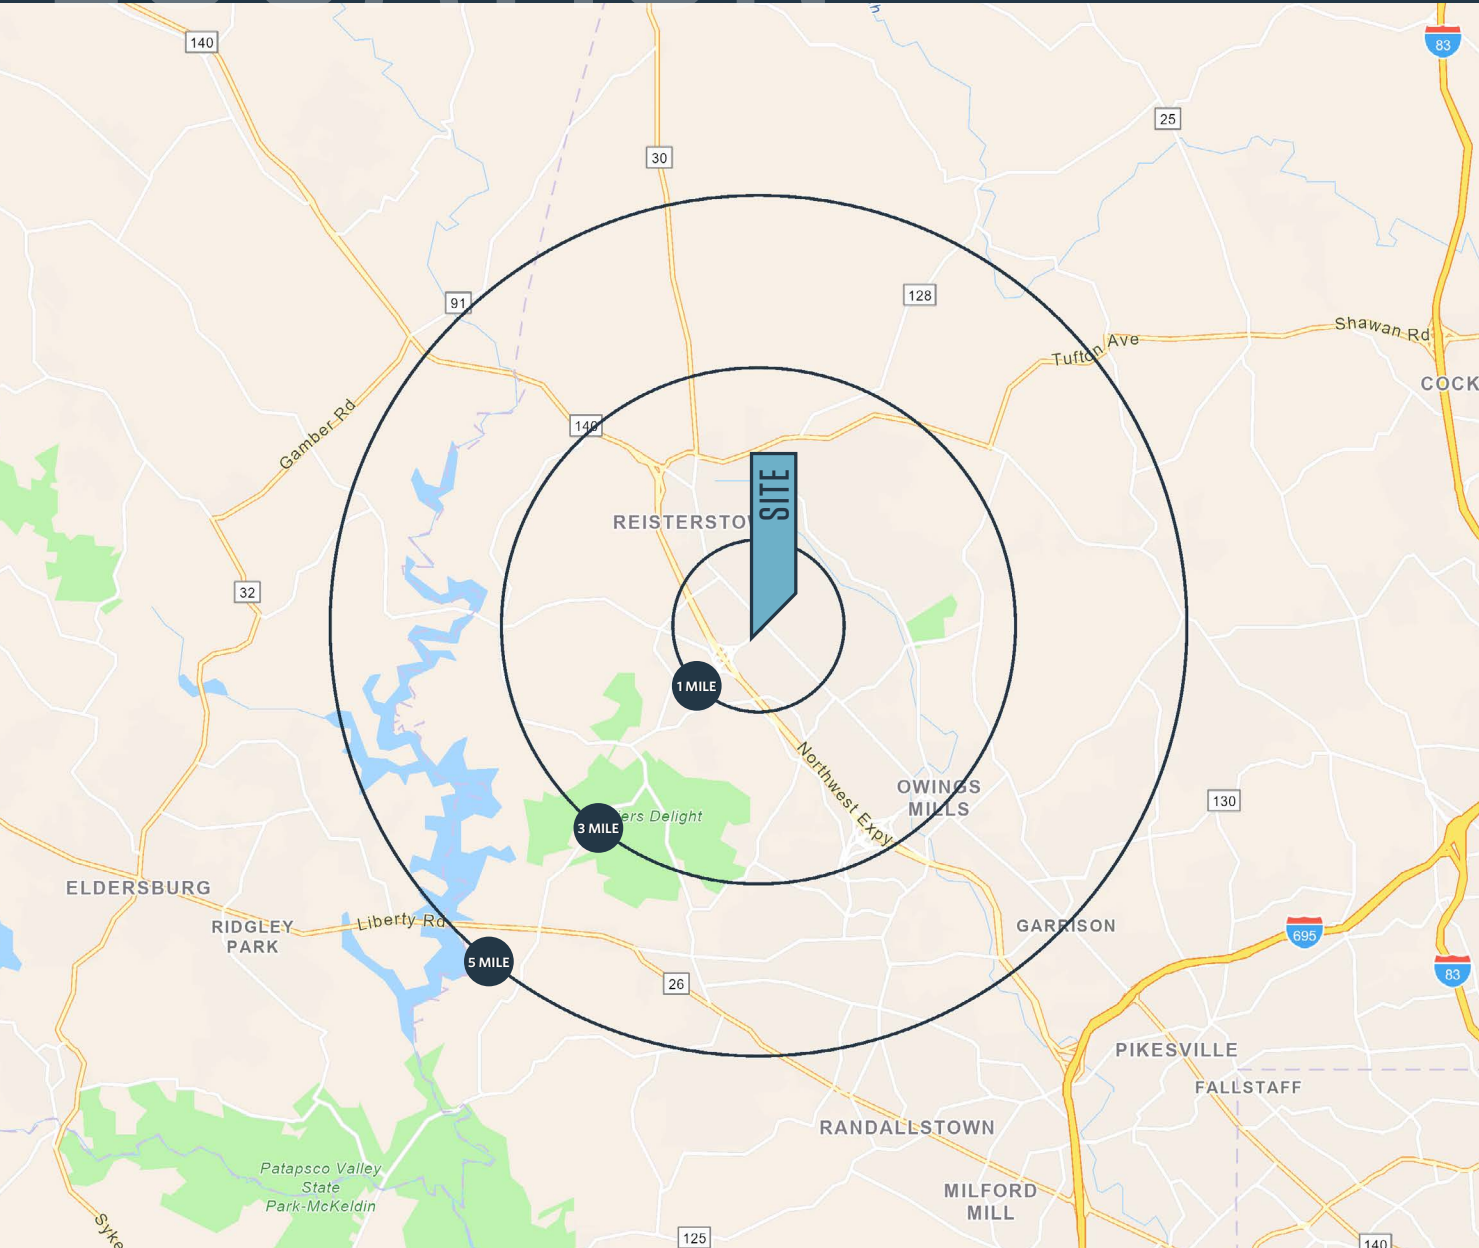 140
83
25
30
128
91
Shawan Rd
Tufton Ave
COCK
Gamber Rd
140
SITE
REISTERSTO
32
1 MILE
Northwest Expy
OWINGS
MILLS
130
ers Delight
3 MILE
ELDERSBURG
Liberty Rd
RIDGLEY
PARK
GARRISON
695
5 MILE
83
26
PIKESVILLE
FALLSTAFF
RANDALLSTOWN
Patapsco Valley
State
Park-McKeldin
MILFORD
MILL
Syke
125
140